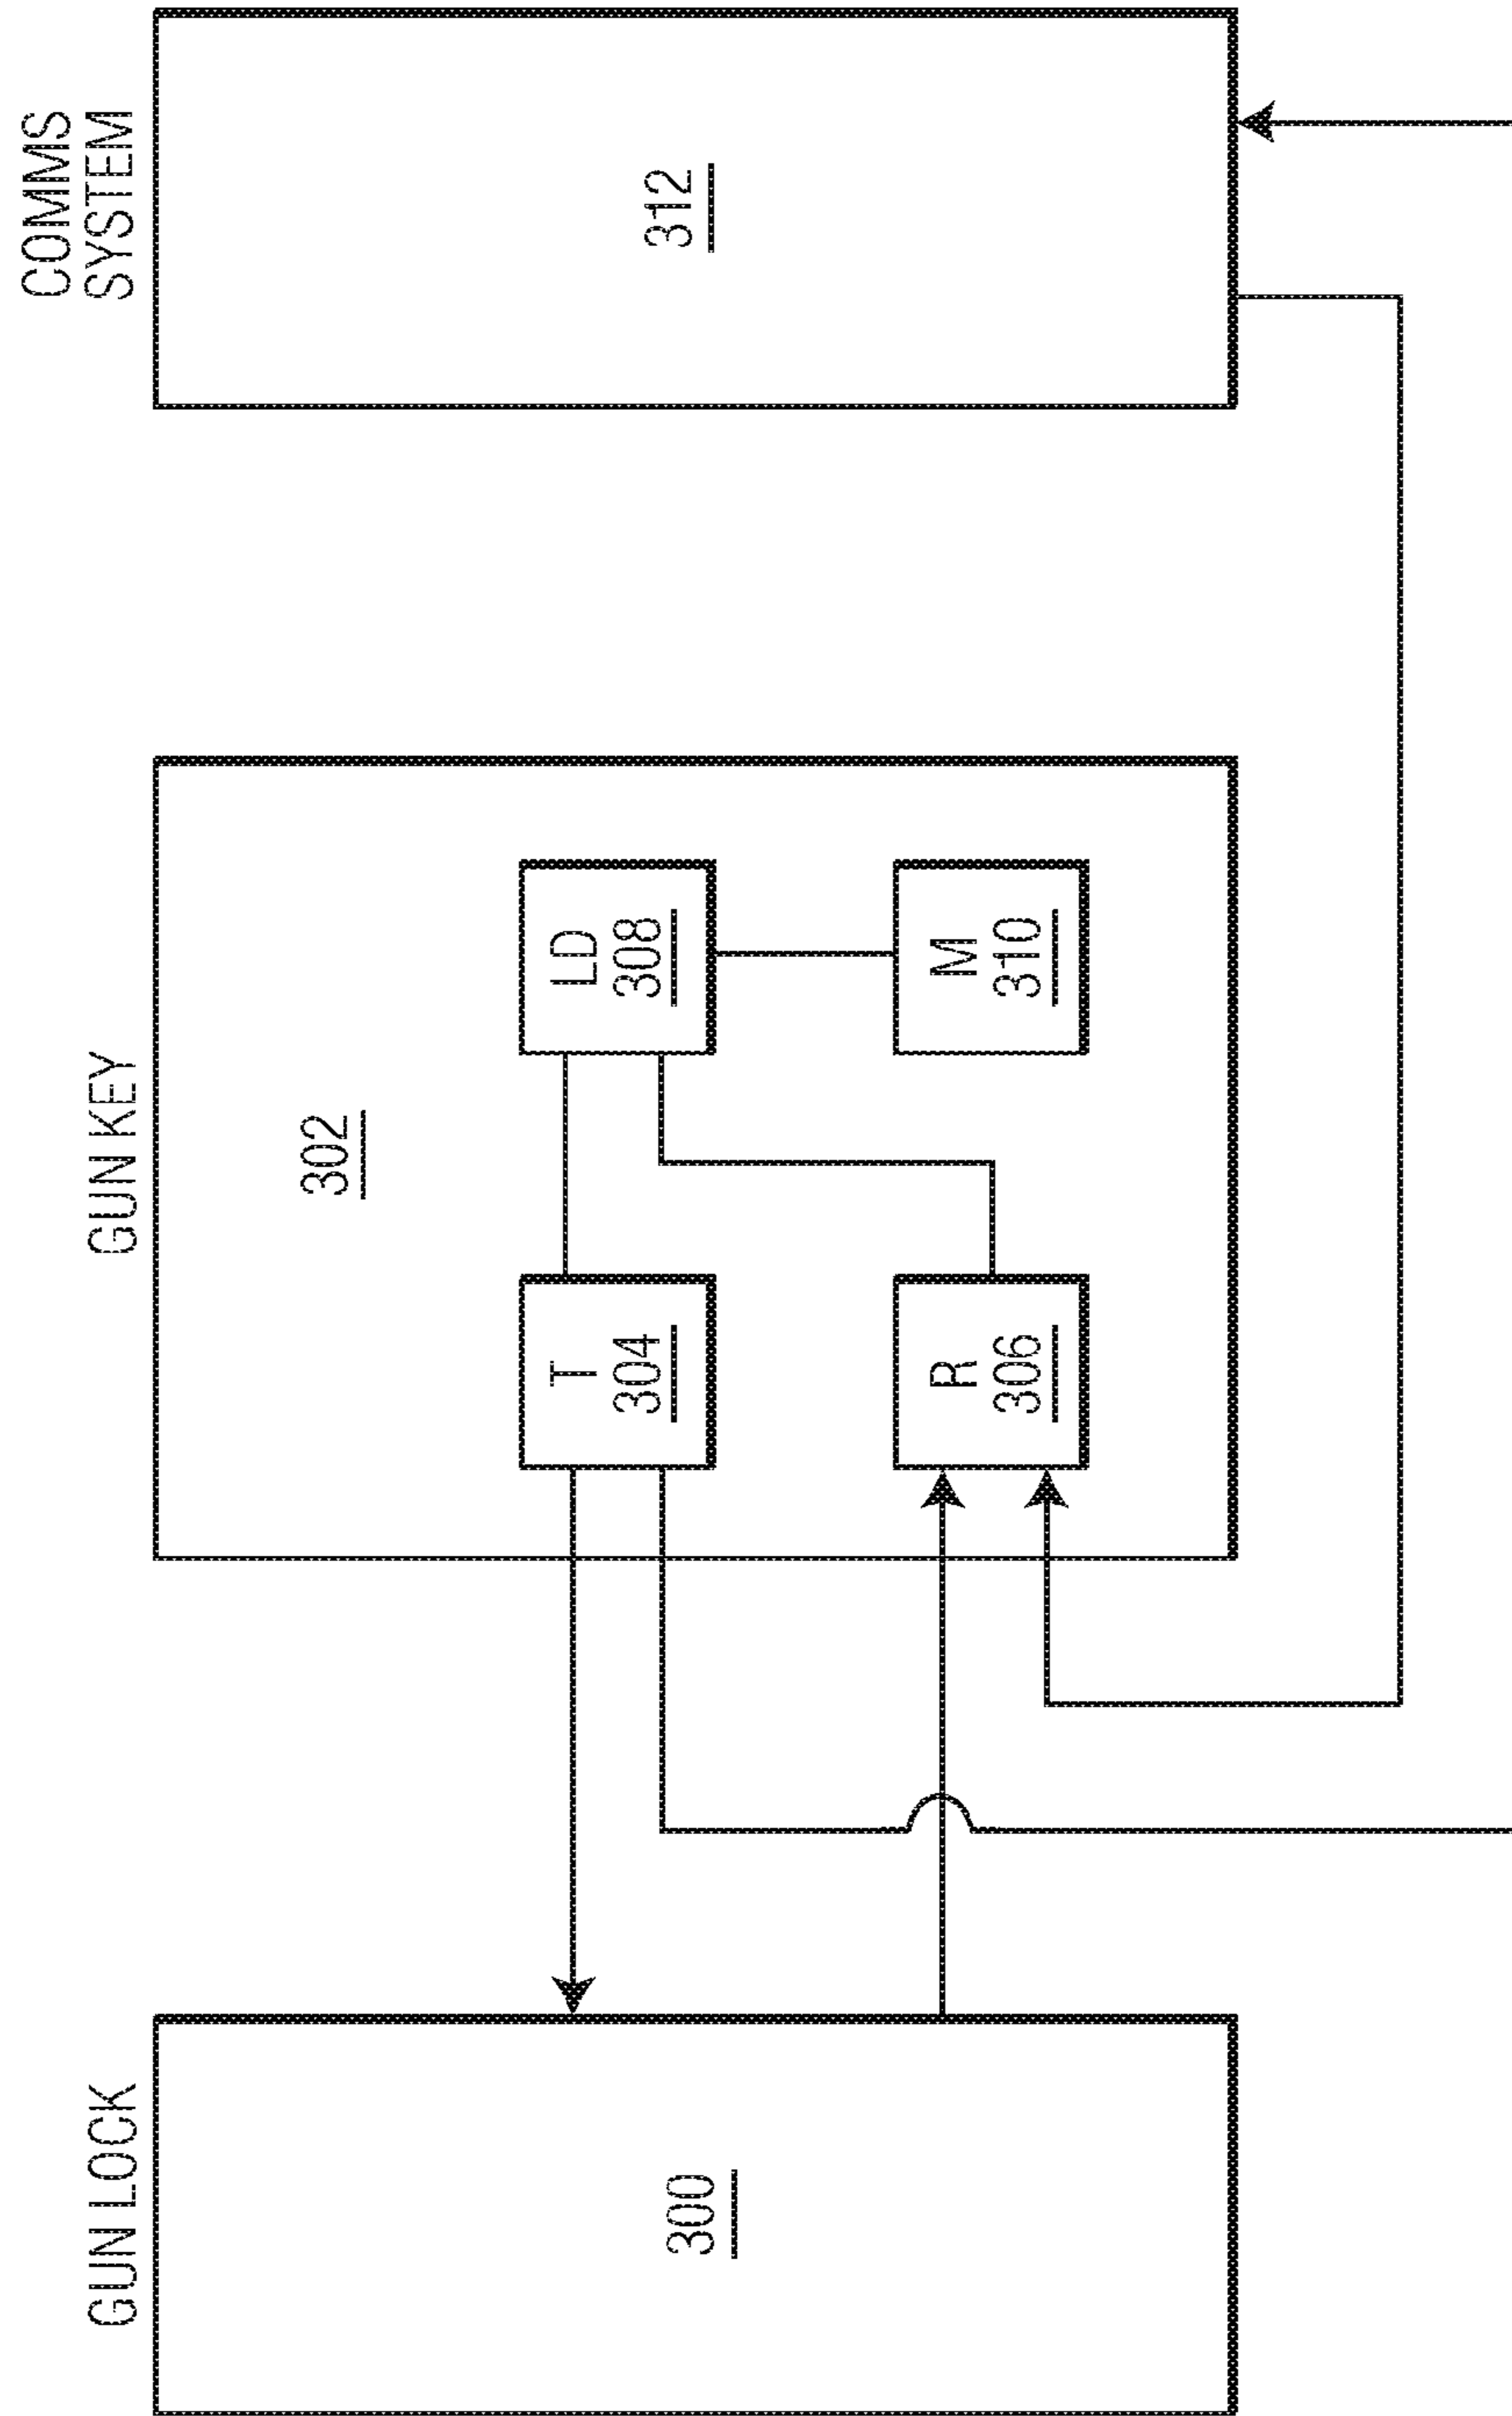 GUN LOCK
300
GUN KEY
302
T
304
LD
308
R
306
M
310
COMMS
SYSTEM
312